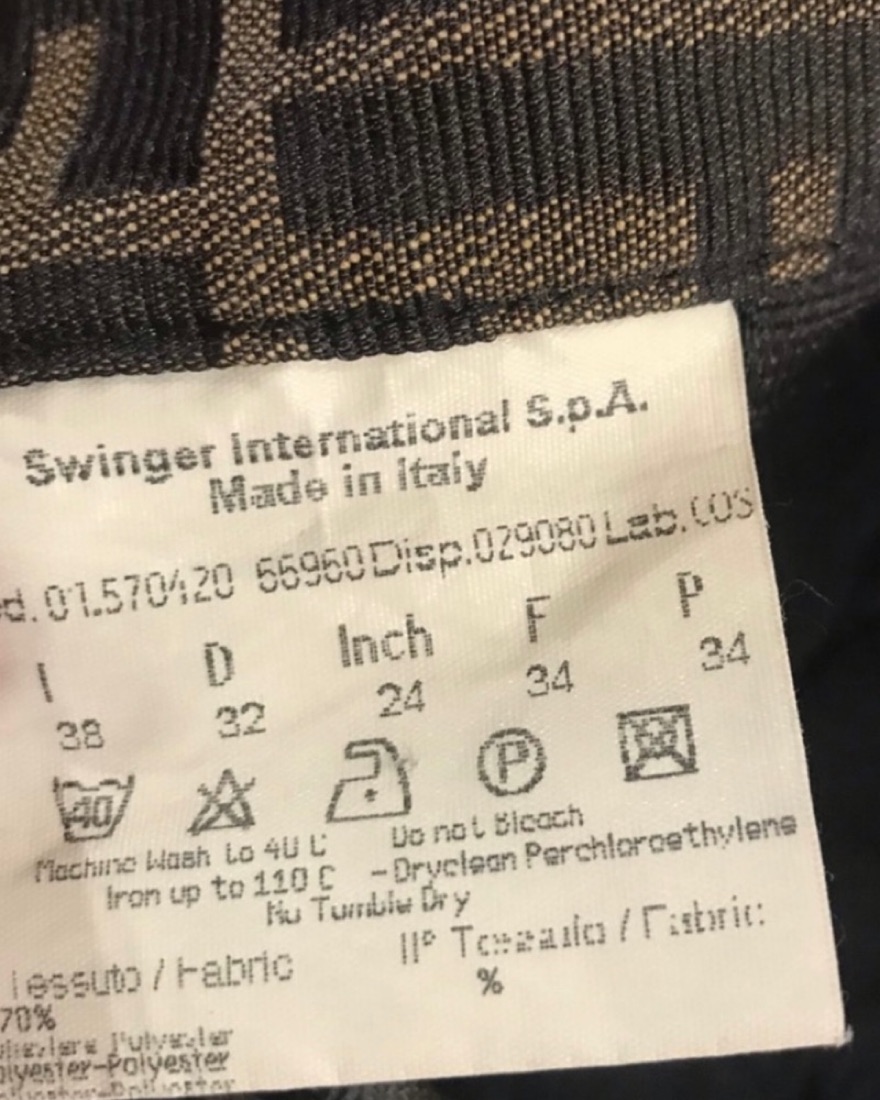 Swinger International S.p.A.
Made in Italy
d.01.570420 66960 Disp.029080 Lab.COS
I D Inch F P
38 32 24 34 34
40 P
Machine Wash to 40 C Do not Bleach
Iron up to 110 C - Dryclean Perchloroethylene
No Tumble Dry
Tessuto / Fabric II° Tessuto / Fabric:
70% %
Polyester
olyester-Polyester